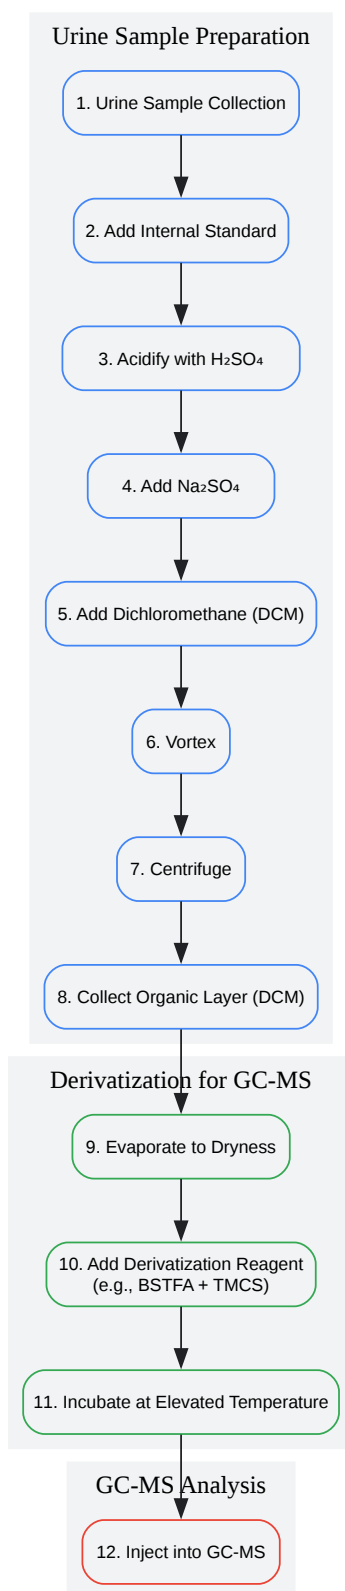 Urine Sample Preparation
1. Urine Sample Collection
2. Add Internal Standard
3. Acidify with H₂SO₄
4. Add Na₂SO₄
5. Add Dichloromethane (DCM)
6. Vortex
7. Centrifuge
8. Collect Organic Layer (DCM)
Derivatization for GC-MS
9. Evaporate to Dryness
10. Add Derivatization Reagent
(e.g., BSTFA + TMCS)
11. Incubate at Elevated Temperature
GC-MS Analysis
12. Inject into GC-MS